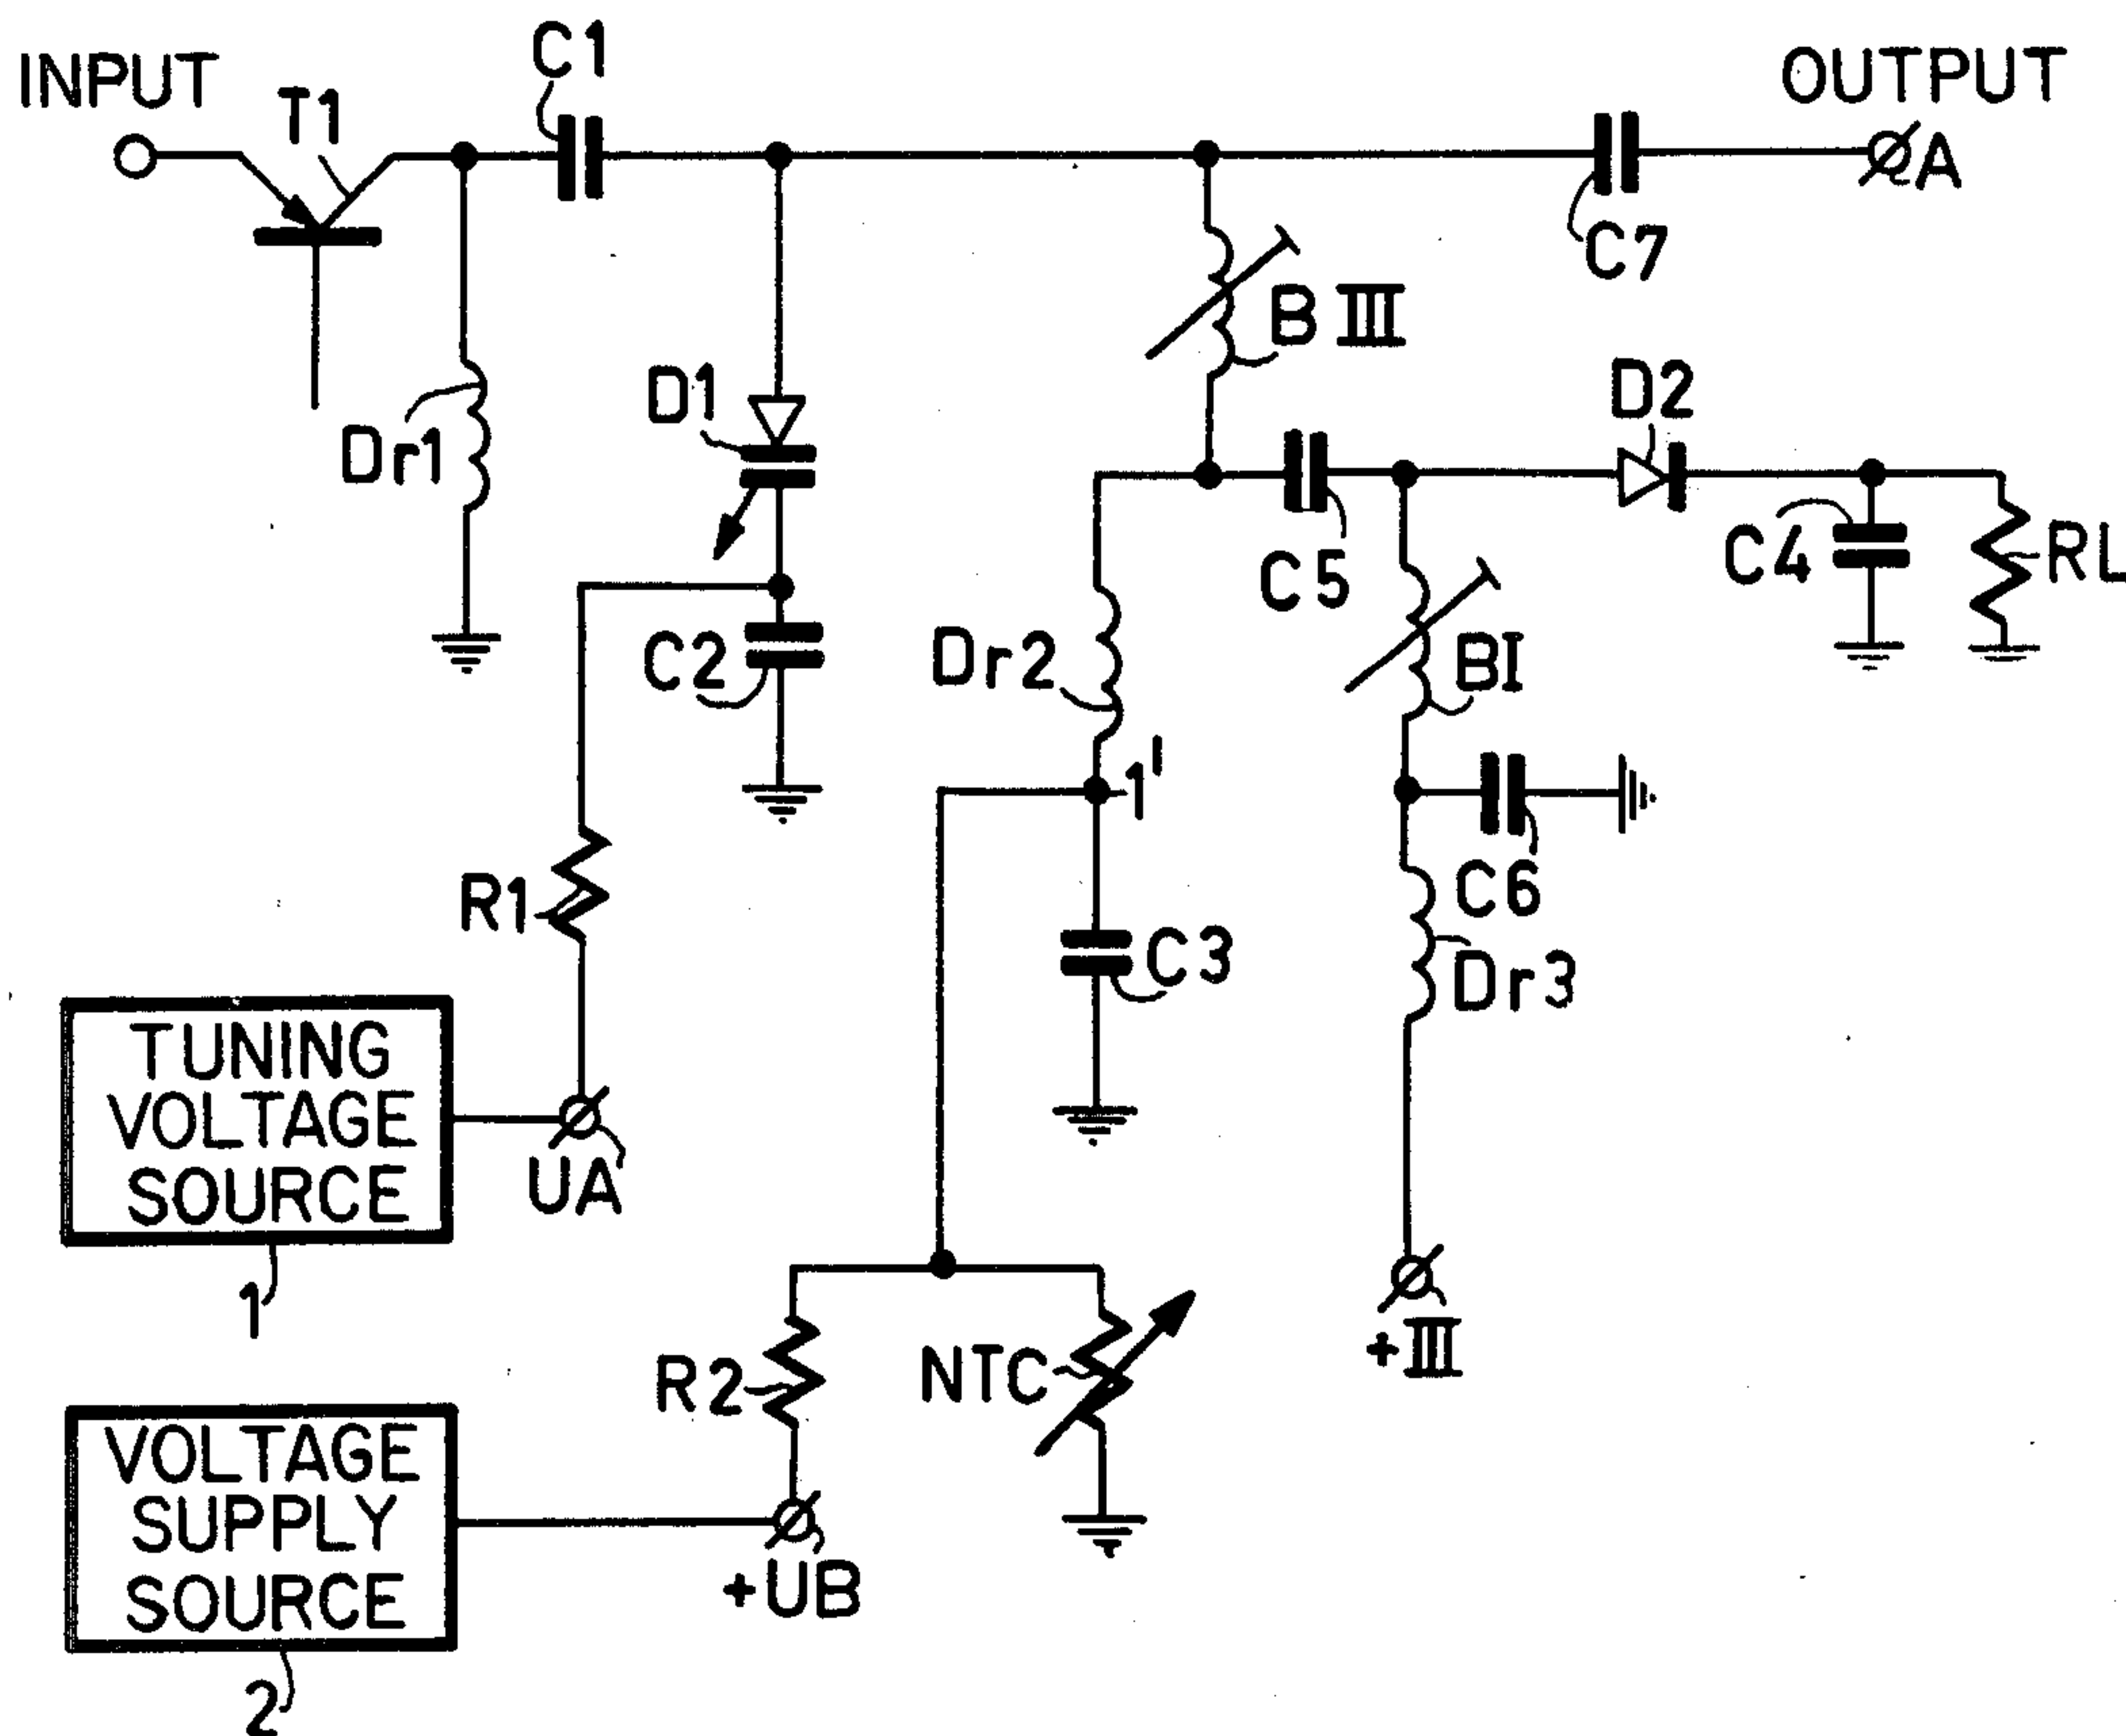 INPUT
T1
C1
OUTPUT
A
C7
B III
D1
Dr1
D2
C4
RL
C5
C2
Dr2
BI
1'
R1
C6
C3
Dr3
TUNING
VOLTAGE
SOURCE
UA
1
+III
R2
NTC
VOLTAGE
SUPPLY
SOURCE
+UB
2